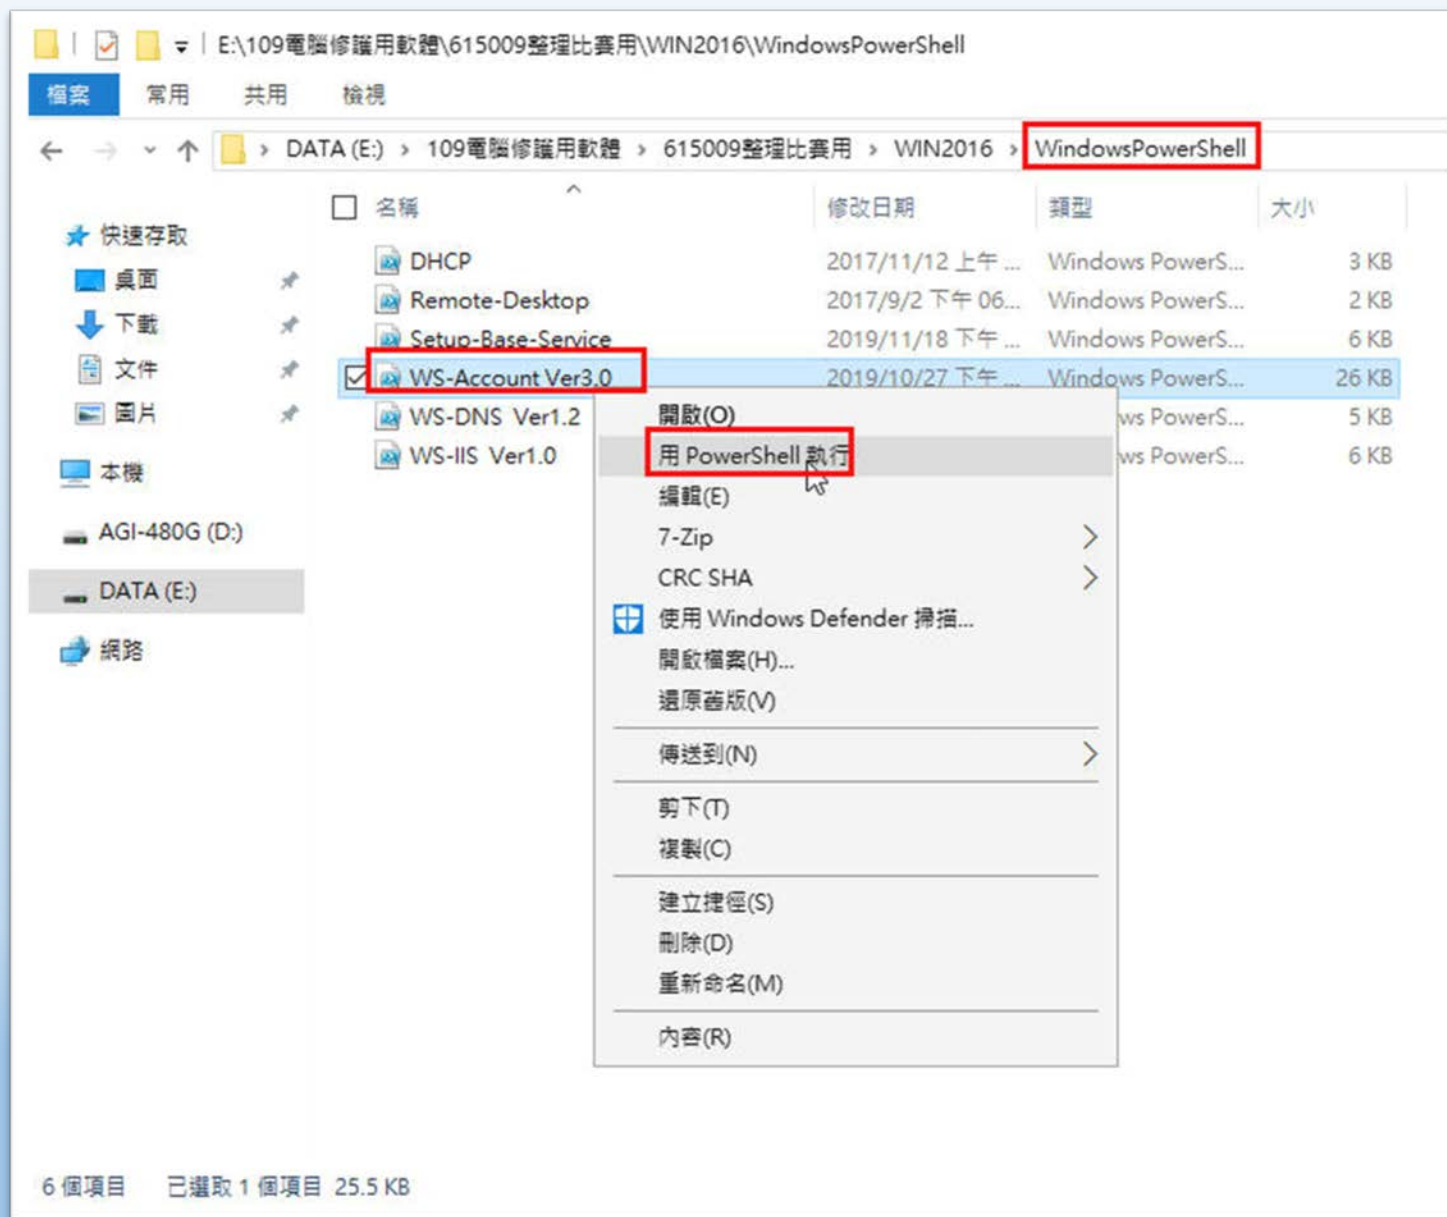 E:\109電腦修護用軟體\615009整理比賽用\WIN2016\WindowsPowerShell
檔案 常用 共用 檢視
DATA (E:) › 109電腦修護用軟體 › 615009整理比賽用 › WIN2016 › WindowsPowerShell
名稱 修改日期 類型 大小
快速存取
桌面
下載
文件
圖片
本機
AGI-480G (D:)
DATA (E:)
網路
DHCP 2017/11/12 上午 ... Windows PowerS... 3 KB
Remote-Desktop 2017/9/2 下午 06... Windows PowerS... 2 KB
Setup-Base-Service 2019/11/18 下午 ... Windows PowerS... 6 KB
WS-Account Ver3.0 2019/10/27 下午 ... Windows PowerS... 26 KB
WS-DNS Ver1.2 ws PowerS... 5 KB
WS-IIS Ver1.0 ws PowerS... 6 KB
開啟(O)
用 PowerShell 執行
編輯(E)
7-Zip
CRC SHA
使用 Windows Defender 掃描...
開啟檔案(H)...
還原舊版(V)
傳送到(N)
剪下(T)
複製(C)
建立捷徑(S)
刪除(D)
重新命名(M)
內容(R)
6 個項目 已選取 1 個項目 25.5 KB